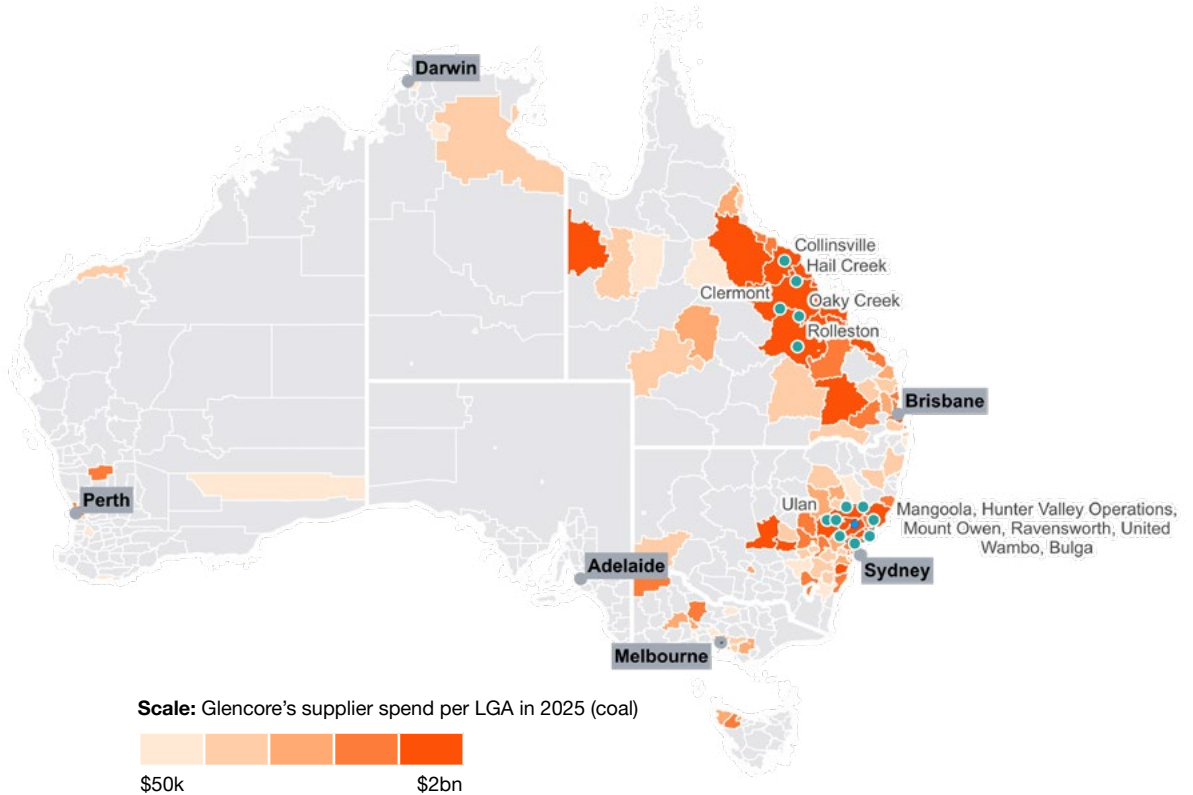 Darwin
Collinsville
Hail Creek
Clermont
Oaky Creek
Rolleston
Brisbane
Perth
Ulan
Mangoola, Hunter Valley Operations,
Mount Owen, Ravensworth, United
Wambo, Bulga
Adelaide
Sydney
Melbourne
Scale: Glencore's supplier spend per LGA in 2025 (coal)
$50k
$2bn